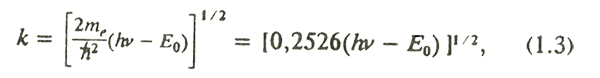 k = [2mₑ/ħ² (hν − E₀)]^1/2 = [0,2526(hν − E₀) ]^1/2, (1.3)